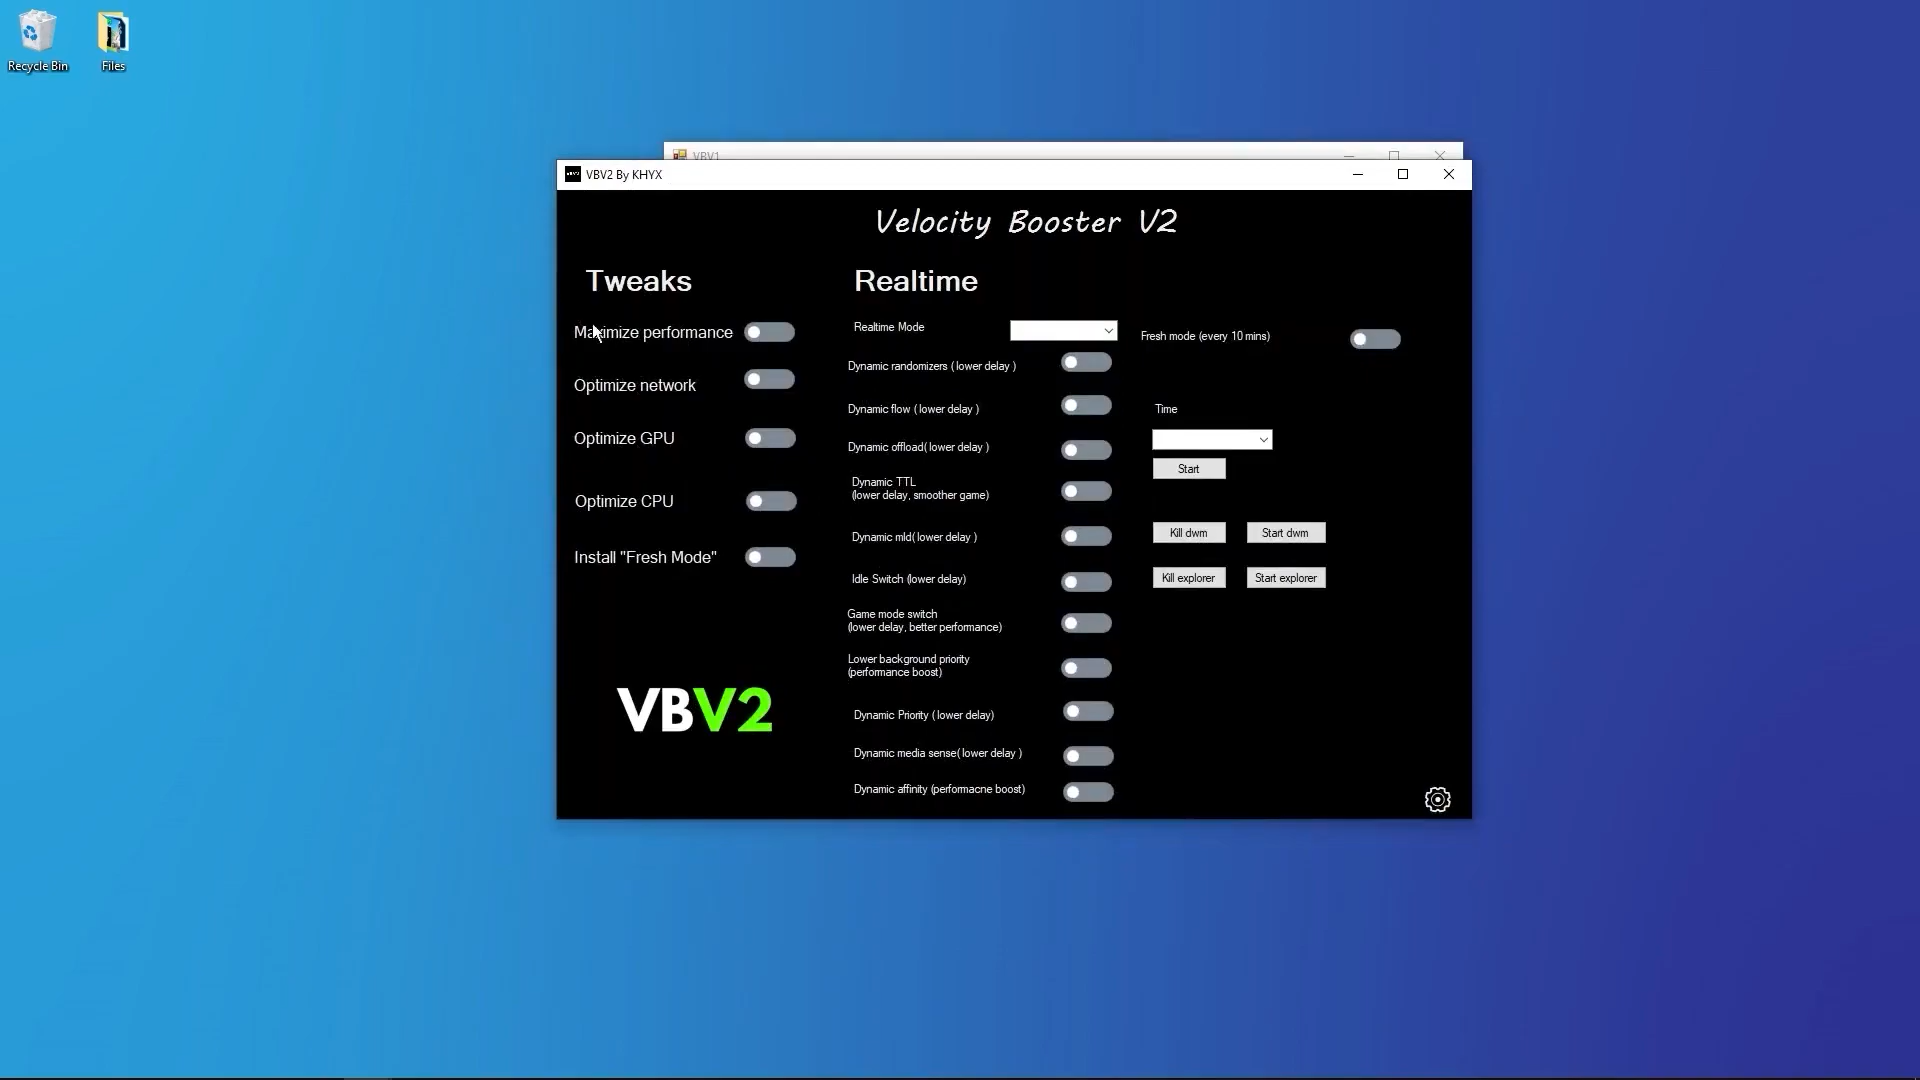 Recycle Bin
Files
VBV1
VBV2 By KHYX
Velocity Booster V2
Tweaks
Maximize performance
Optimize network
Optimize GPU
Optimize CPU
Install "Fresh Mode"
VBV2
Realtime
Realtime Mode
Dynamic randomizers ( lower delay )
Dynamic flow ( lower delay )
Dynamic offload( lower delay )
Dynamic TTL
(lower delay, smoother game)
Dynamic mld( lower delay )
Idle Switch (lower delay)
Game mode switch
(lower delay, better performance)
Lower background priority
(performance boost)
Dynamic Priority ( lower delay)
Dynamic media sense( lower delay )
Dynamic affinity (performacne boost)
Fresh mode (every 10 mins)
Time
Start
Kill dwm
Start dwm
Kill explorer
Start explorer